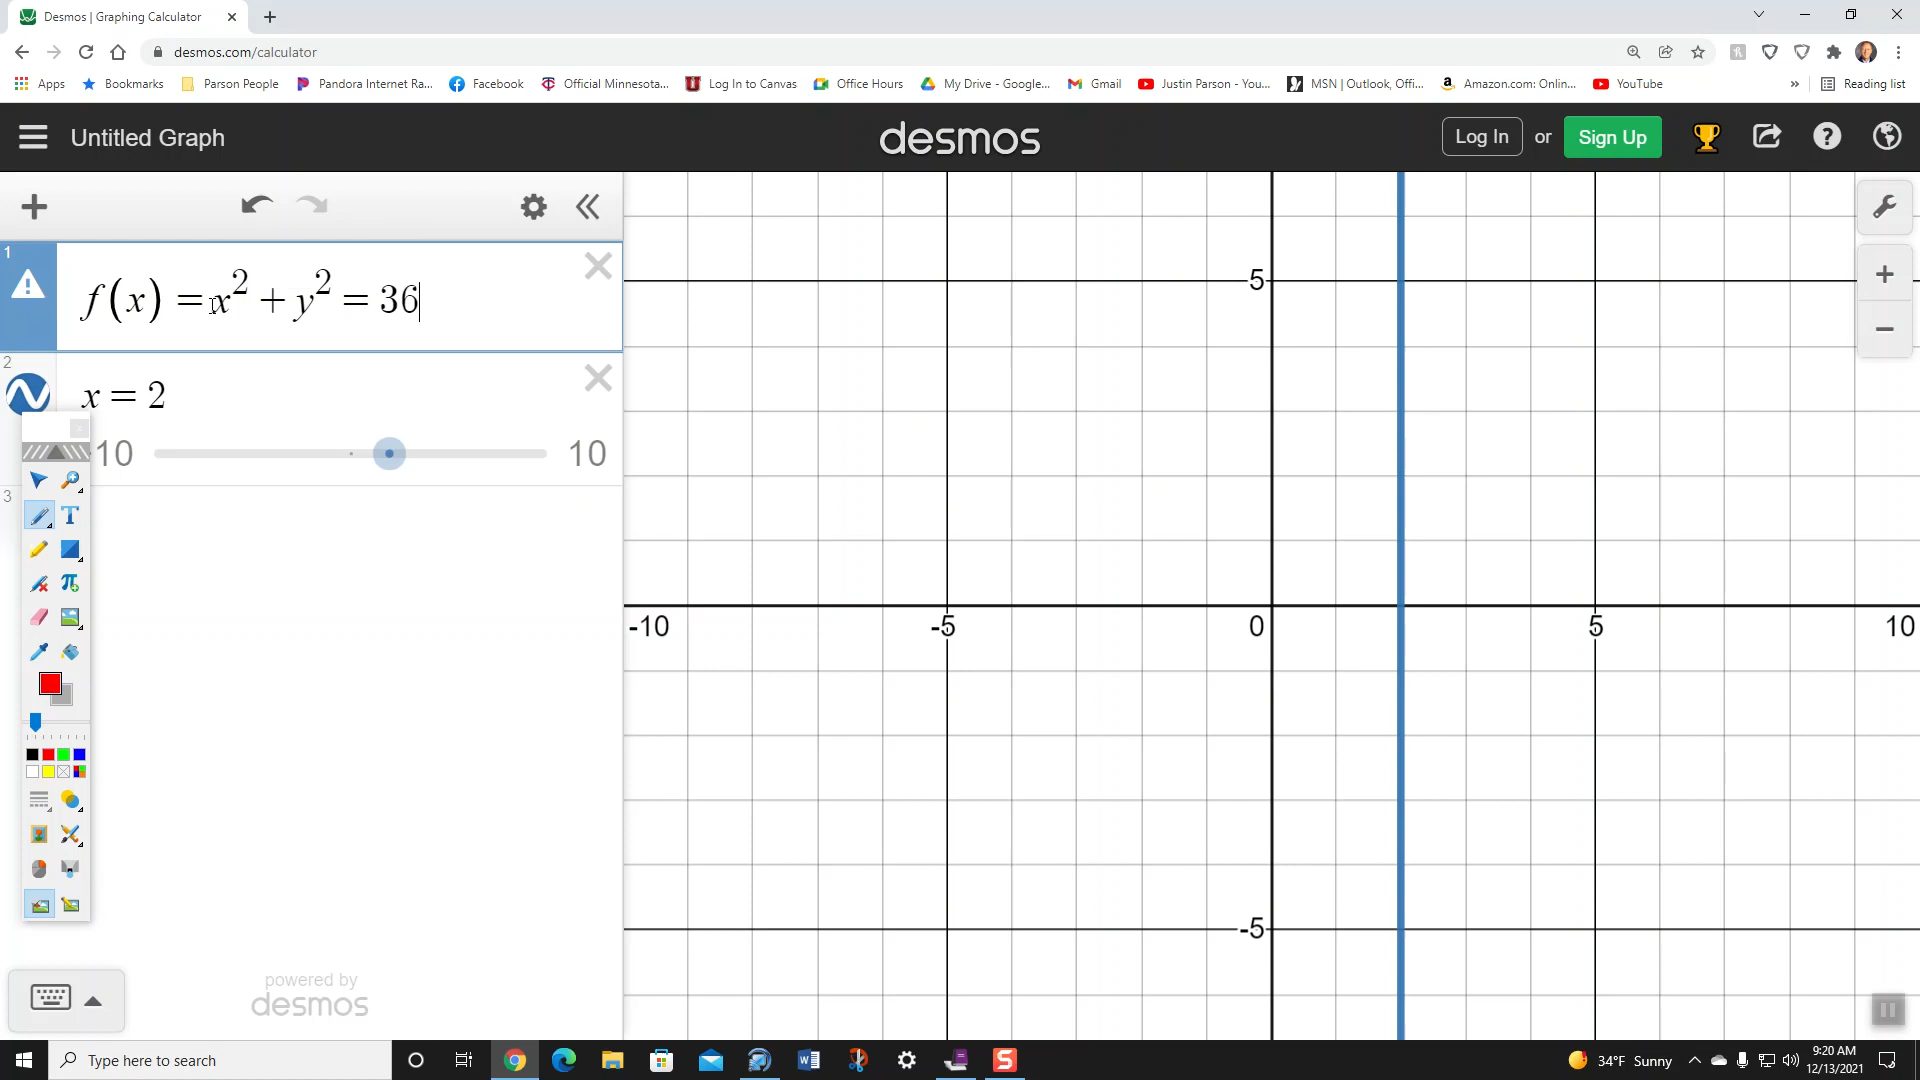 Desmos | Graphing Calculator
desmos.com/calculator
Apps Bookmarks Parson People Pandora Internet Ra... Facebook Official Minnesota... Log In to Canvas Office Hours My Drive - Google... Gmail Justin Parson - You... MSN | Outlook, Offi... Amazon.com: Onlin... YouTube » Reading list
Untitled Graph desmos Log In or Sign Up
1
f(x) = x² + y² = 36
2
x = 2
10 10
3
5
-10 -5 0 5 10
-5
powered by
desmos
Type here to search
34°F Sunny
9:20 AM
12/13/2021